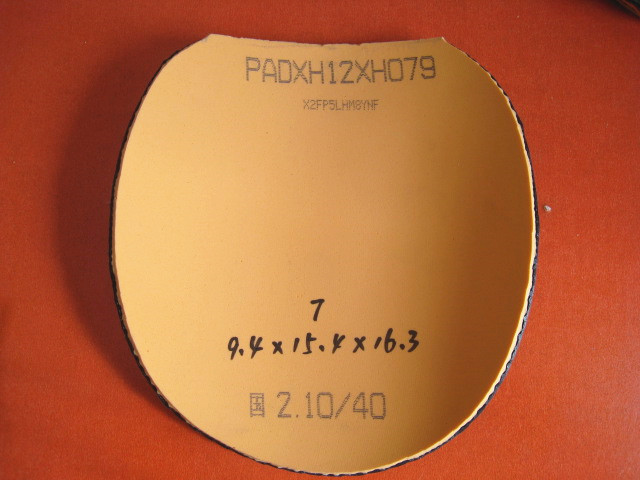 PADXH12XH079
X2FP5LHM8YNF
7
9.4 x 15.4 x 16.3
国 2.10/40